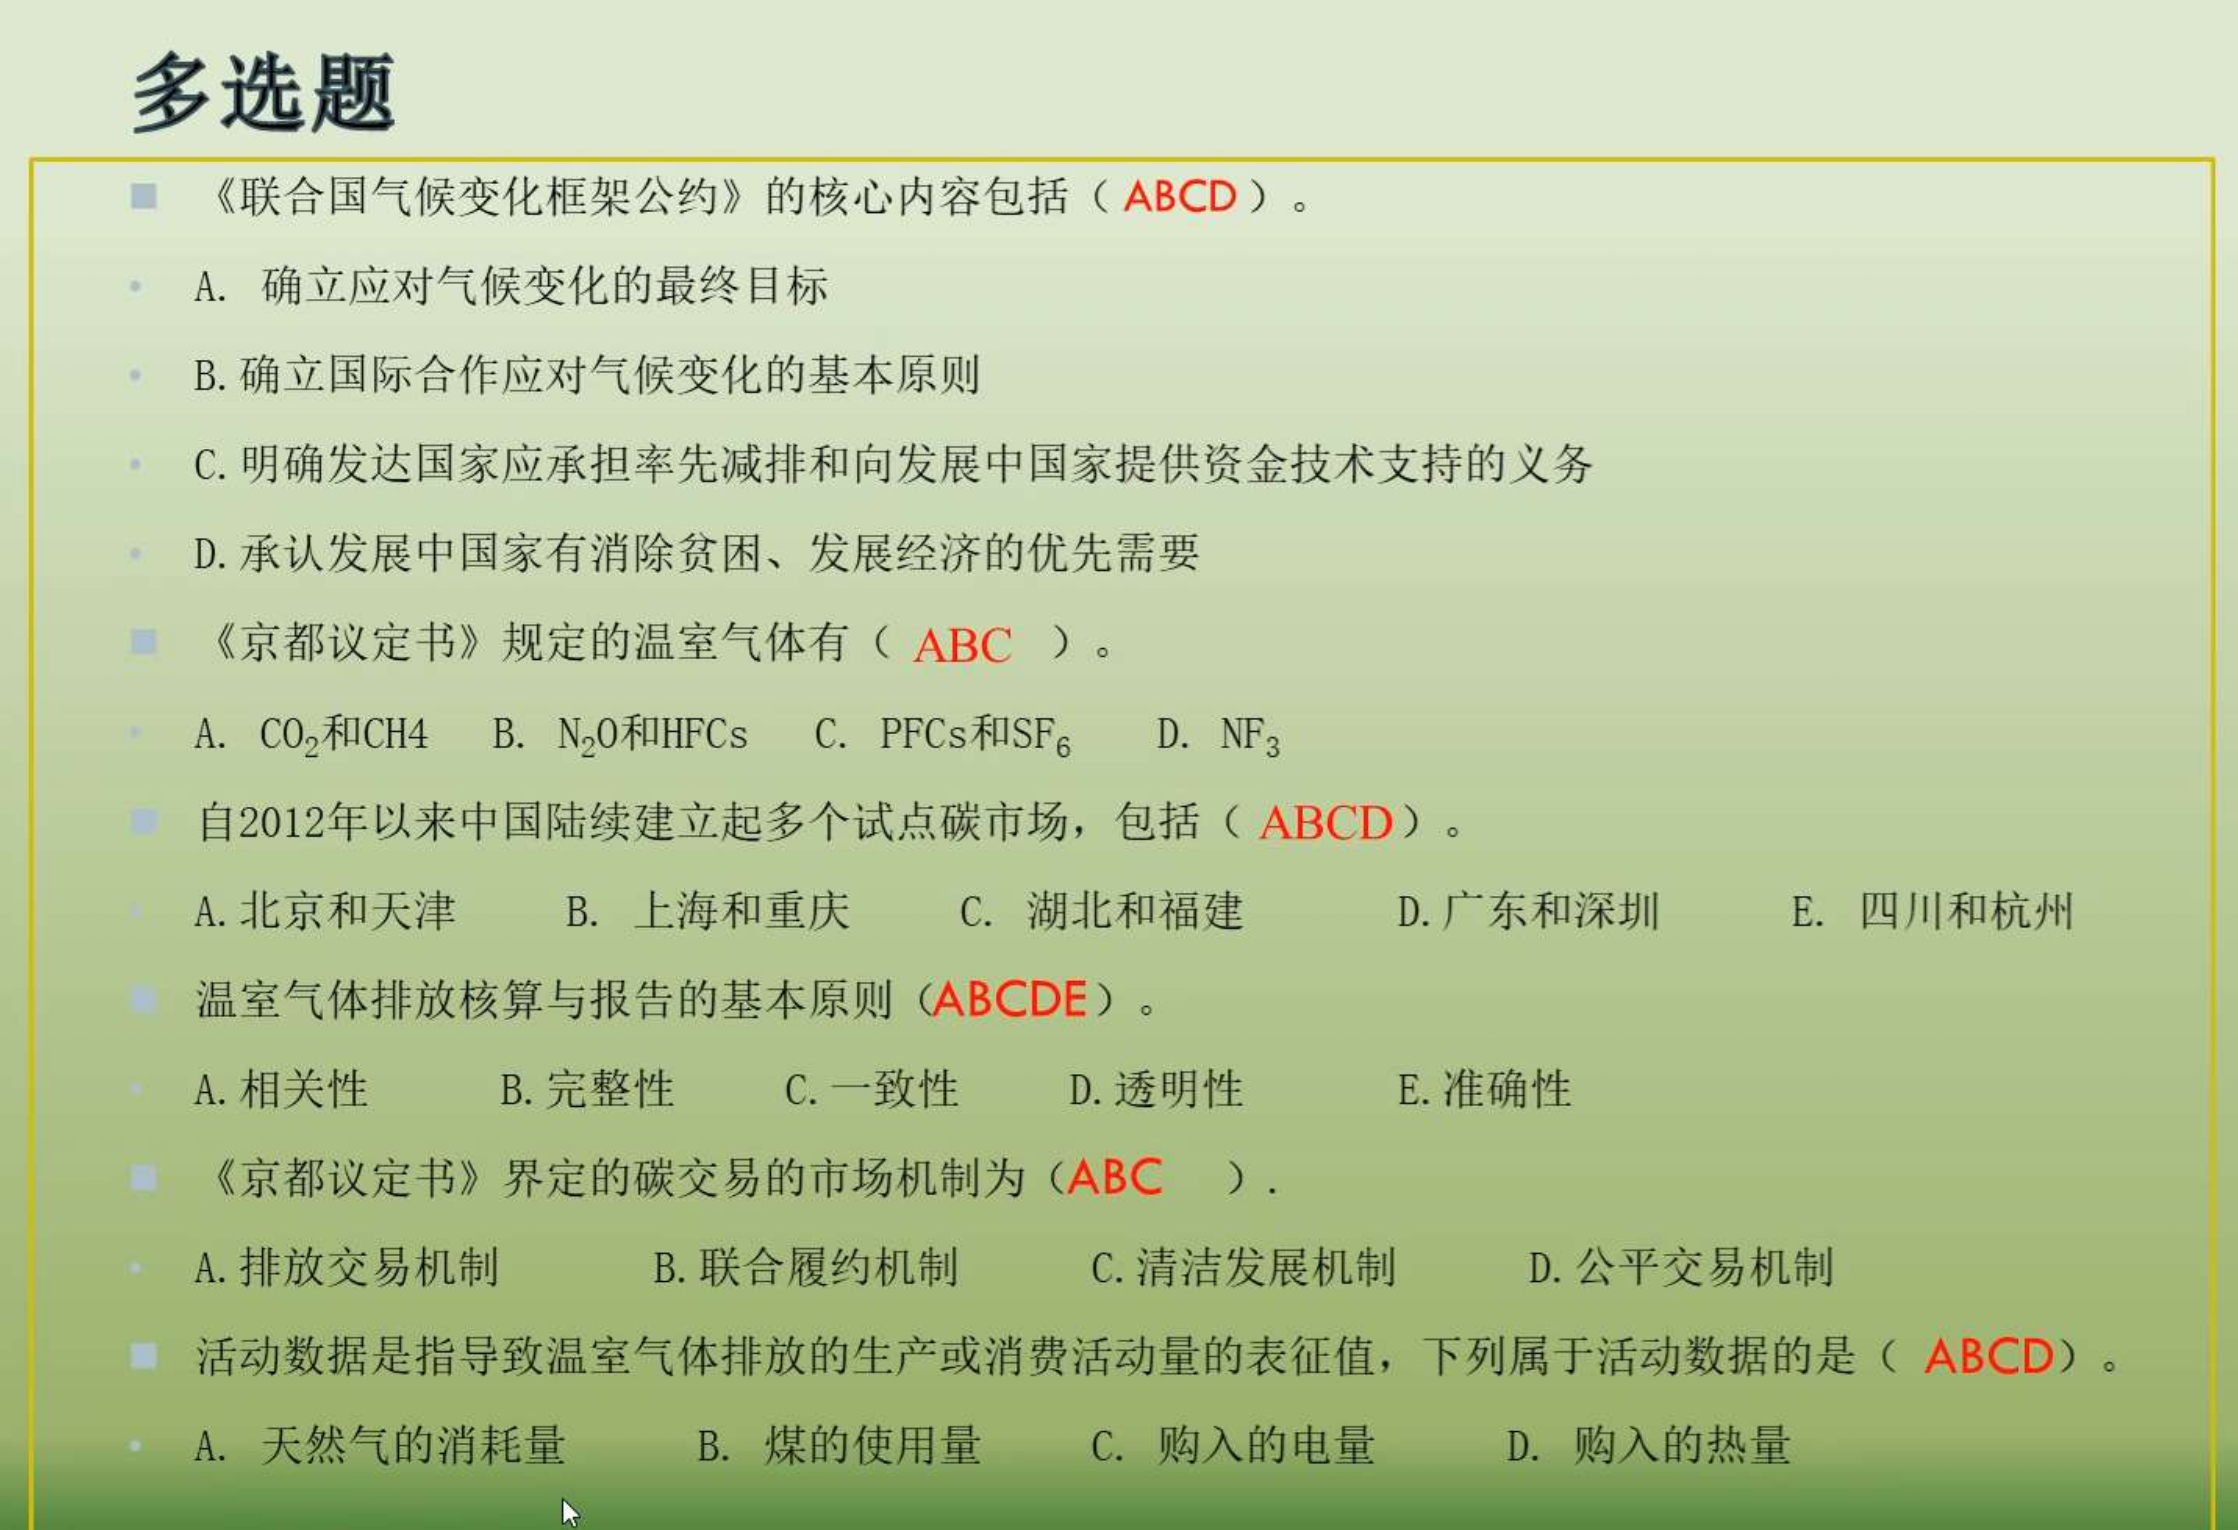 多选题
《联合国气候变化框架公约》的核心内容包括（ ABCD ）。
A. 确立应对气候变化的最终目标
B.确立国际合作应对气候变化的基本原则
C.明确发达国家应承担率先减排和向发展中国家提供资金技术支持的义务
D.承认发展中国家有消除贫困、发展经济的优先需要
《京都议定书》规定的温室气体有（ ABC ）。
A. CO₂和CH4 B. N₂O和HFCs C. PFCs和SF₆ D. NF₃
自2012年以来中国陆续建立起多个试点碳市场，包括（ ABCD）。
A.北京和天津 B. 上海和重庆 C. 湖北和福建 D.广东和深圳 E. 四川和杭州
温室气体排放核算与报告的基本原则（ABCDE）。
A.相关性 B.完整性 C.一致性 D.透明性 E.准确性
《京都议定书》界定的碳交易的市场机制为（ABC ）.
A.排放交易机制 B.联合履约机制 C.清洁发展机制 D.公平交易机制
活动数据是指导致温室气体排放的生产或消费活动量的表征值，下列属于活动数据的是（ ABCD）。
A. 天然气的消耗量 B. 煤的使用量 C. 购入的电量 D. 购入的热量